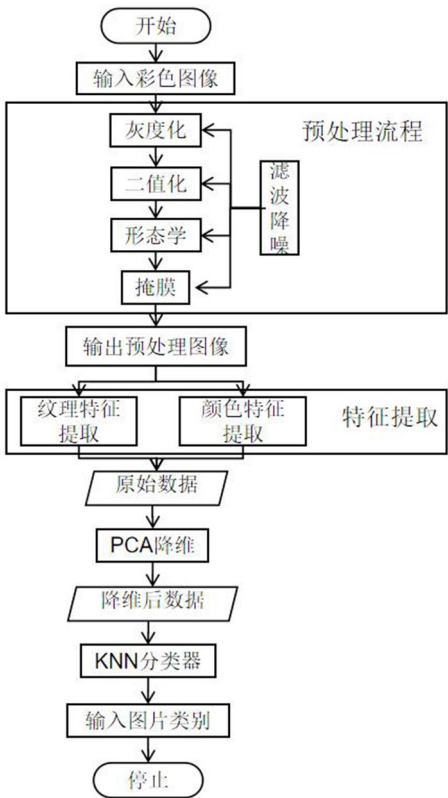 开始
输入彩色图像
预处理流程
灰度化
二值化
滤波降噪
形态学
掩膜
输出预处理图像
纹理特征
提取
颜色特征
提取
特征提取
原始数据
PCA降维
降维后数据
KNN分类器
输入图片类别
停止